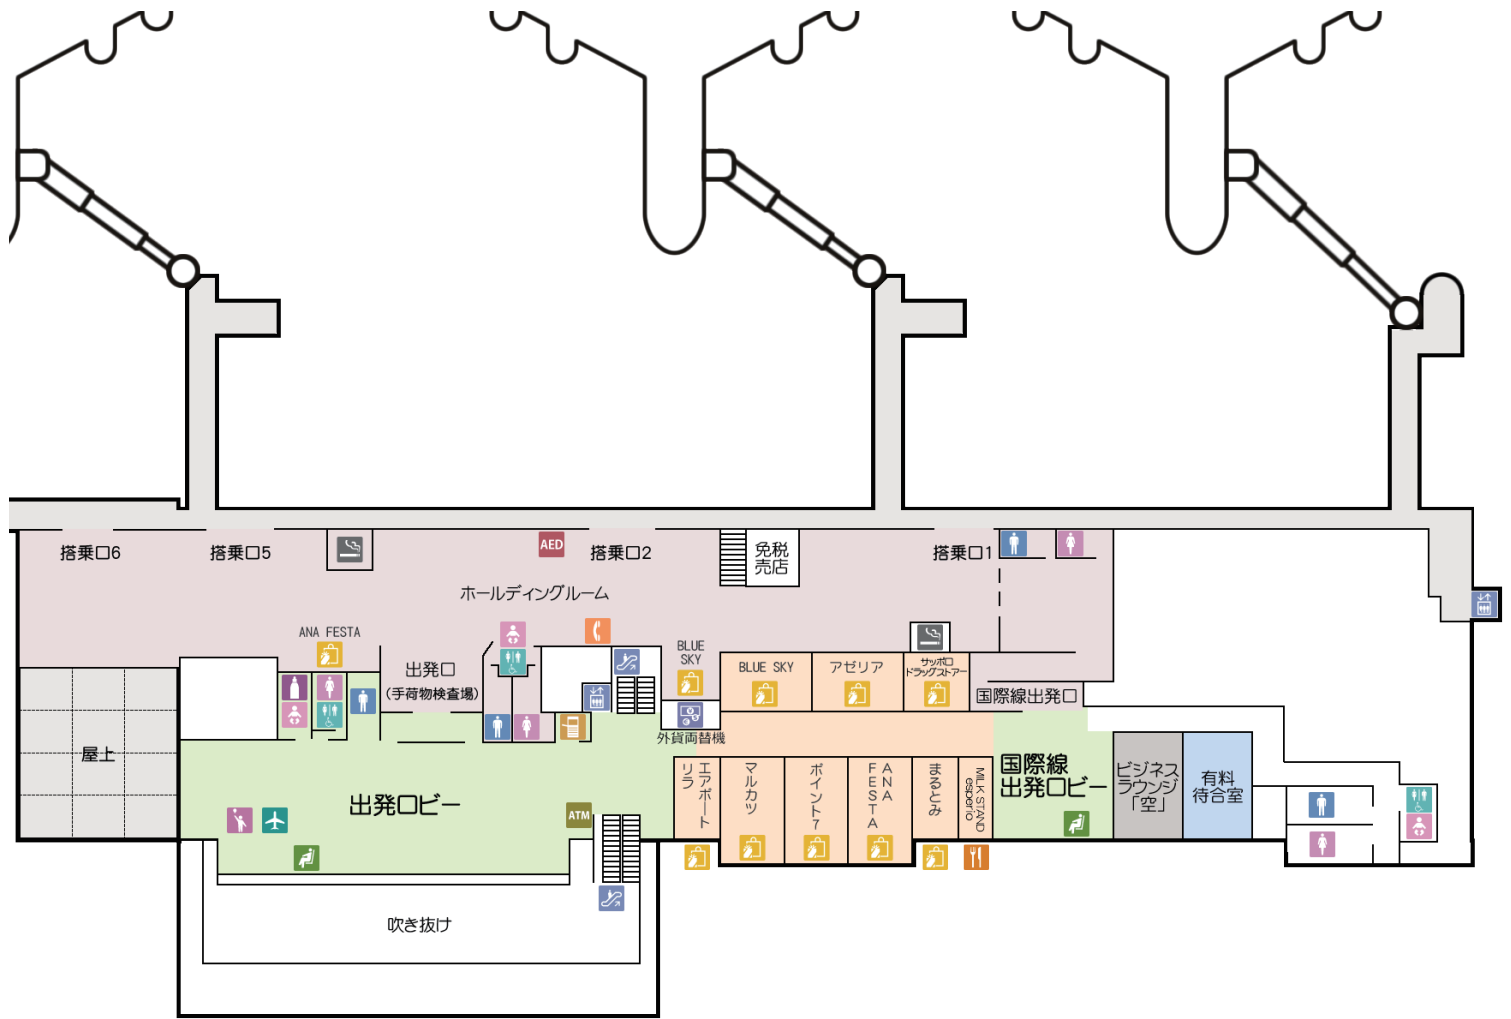 搭乗口6
搭乗口5
AED
搭乗口2
免税
売店
搭乗口1
ホールディングルーム
ANA FESTA
出発口
(手荷物検査場)
BLUE
SKY
BLUE SKY
アゼリア
サッポロ
ドラッグストアー
国際線出発口
外貨両替機
屋上
出発ロビー
ATM
エアポート
リラ
マルカツ
ポイント7
ANA
FESTA
まるとみ
MILK STAND
esporio
国際線
出発ロビー
ビジネス
ラウンジ
「空」
有料
待合室
吹き抜け